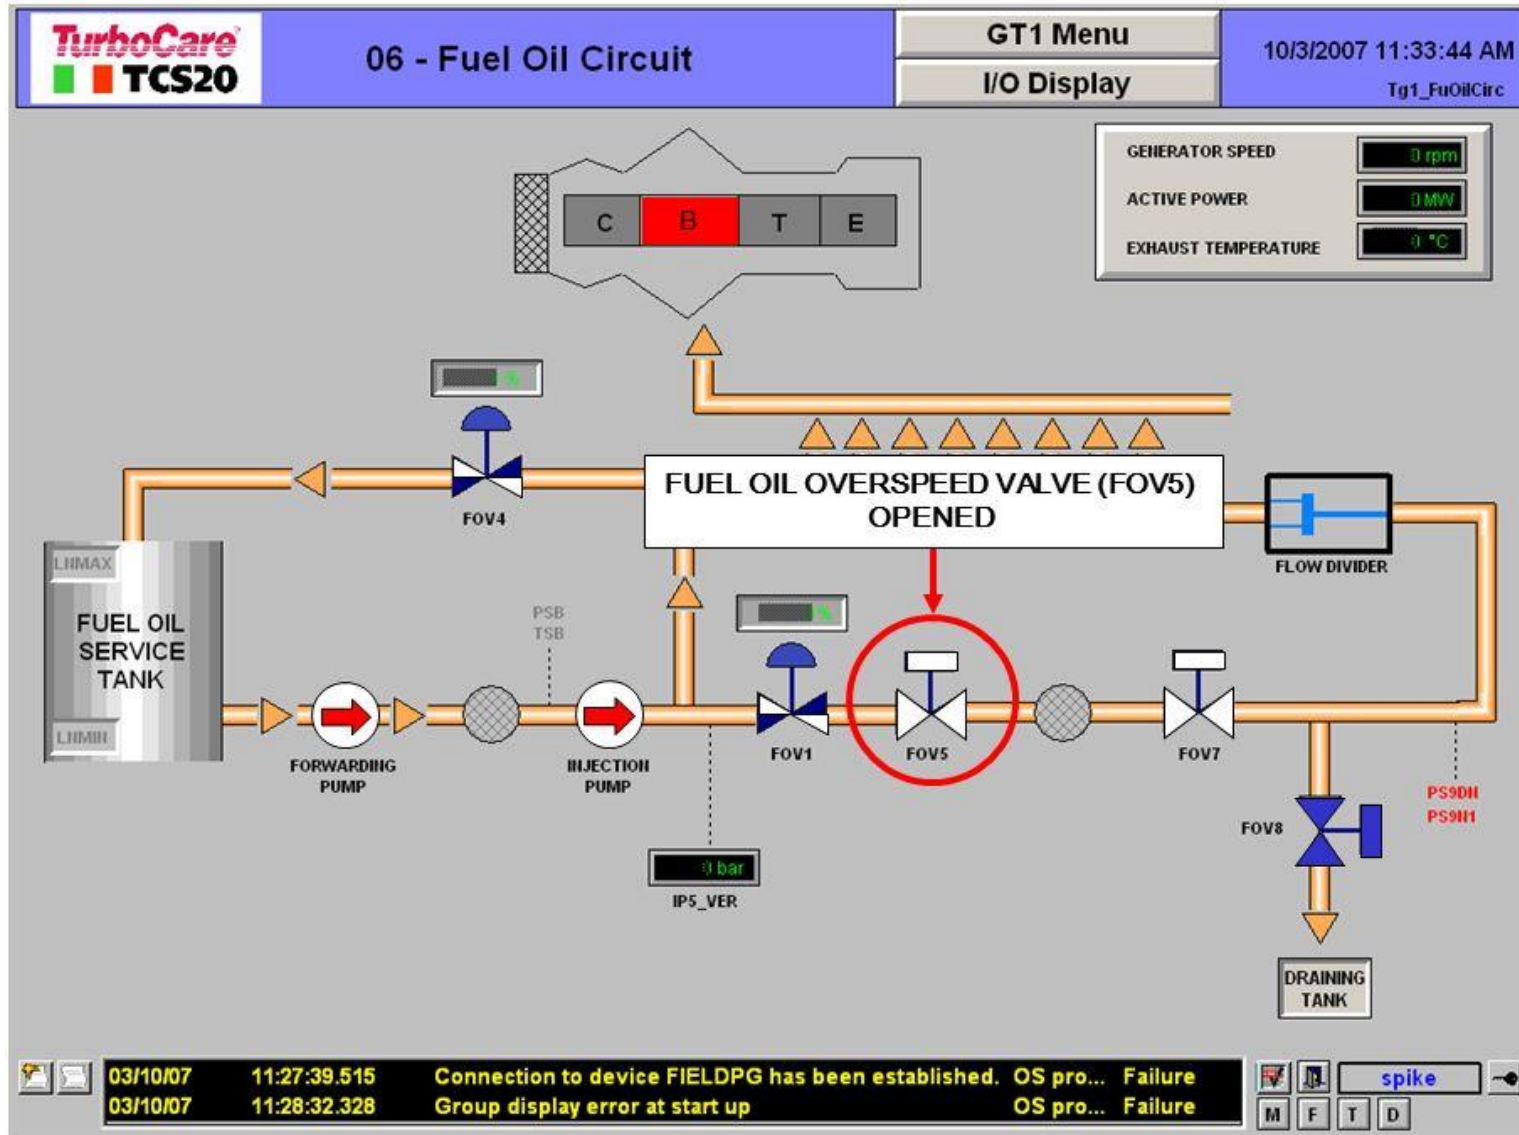 TurboCare
TCS20
06 - Fuel Oil Circuit
GT1 Menu
I/O Display
10/3/2007 11:33:44 AM
Tg1_FuOilCirc
GENERATOR SPEED
0 rpm
ACTIVE POWER
0 MW
EXHAUST TEMPERATURE
0 °C
C B T E
%
FOV4
FUEL OIL OVERSPEED VALVE (FOV5)
OPENED
FLOW DIVIDER
LIIMAX
FUEL OIL
SERVICE
TANK
LIIMIN
PSB
TSB
%
FORWARDING
PUMP
INJECTION
PUMP
FOV1
FOV5
FOV7
PS9DN
PS9N1
FOV8
0 bar
IP5_VER
DRAINING
TANK
03/10/07 11:27:39.515 Connection to device FIELDPG has been established. OS pro... Failure
03/10/07 11:28:32.328 Group display error at start up OS pro... Failure
spike
M F T D